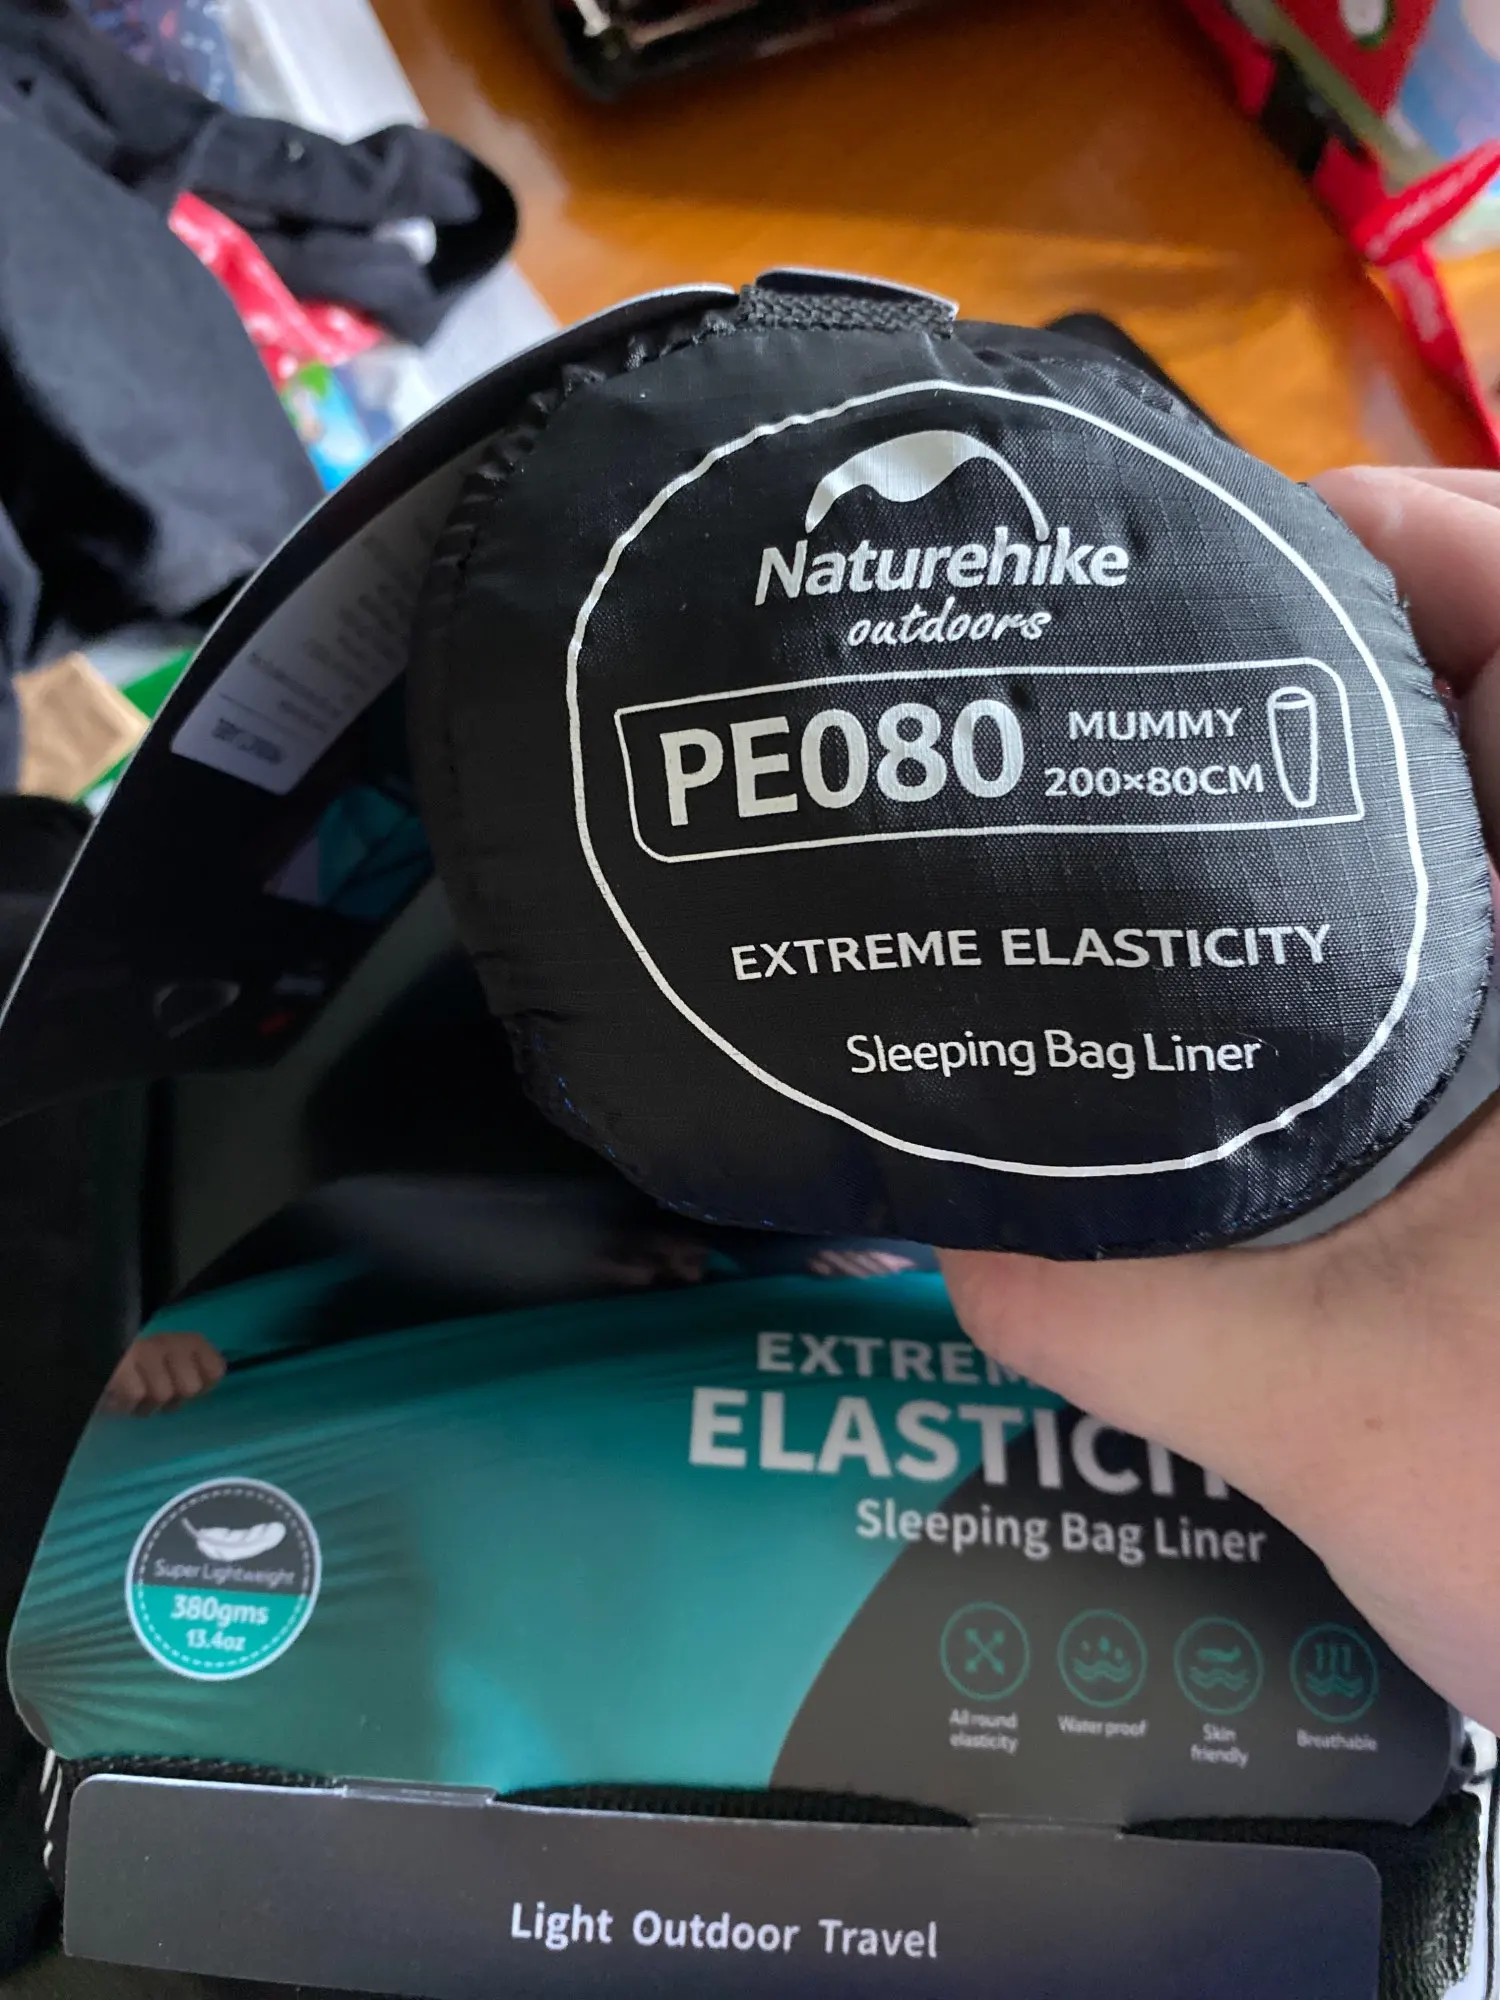 Naturehike
outdoors
PE080
MUMMY
200×80CM
EXTREME ELASTICITY
Sleeping Bag Liner
ELASTICI
Sleeping Bag Liner
Super Lightweight
380gms
13.4oz
All round
elasticity
Water proof
Skin
friendly
Breathable
Light Outdoor Travel